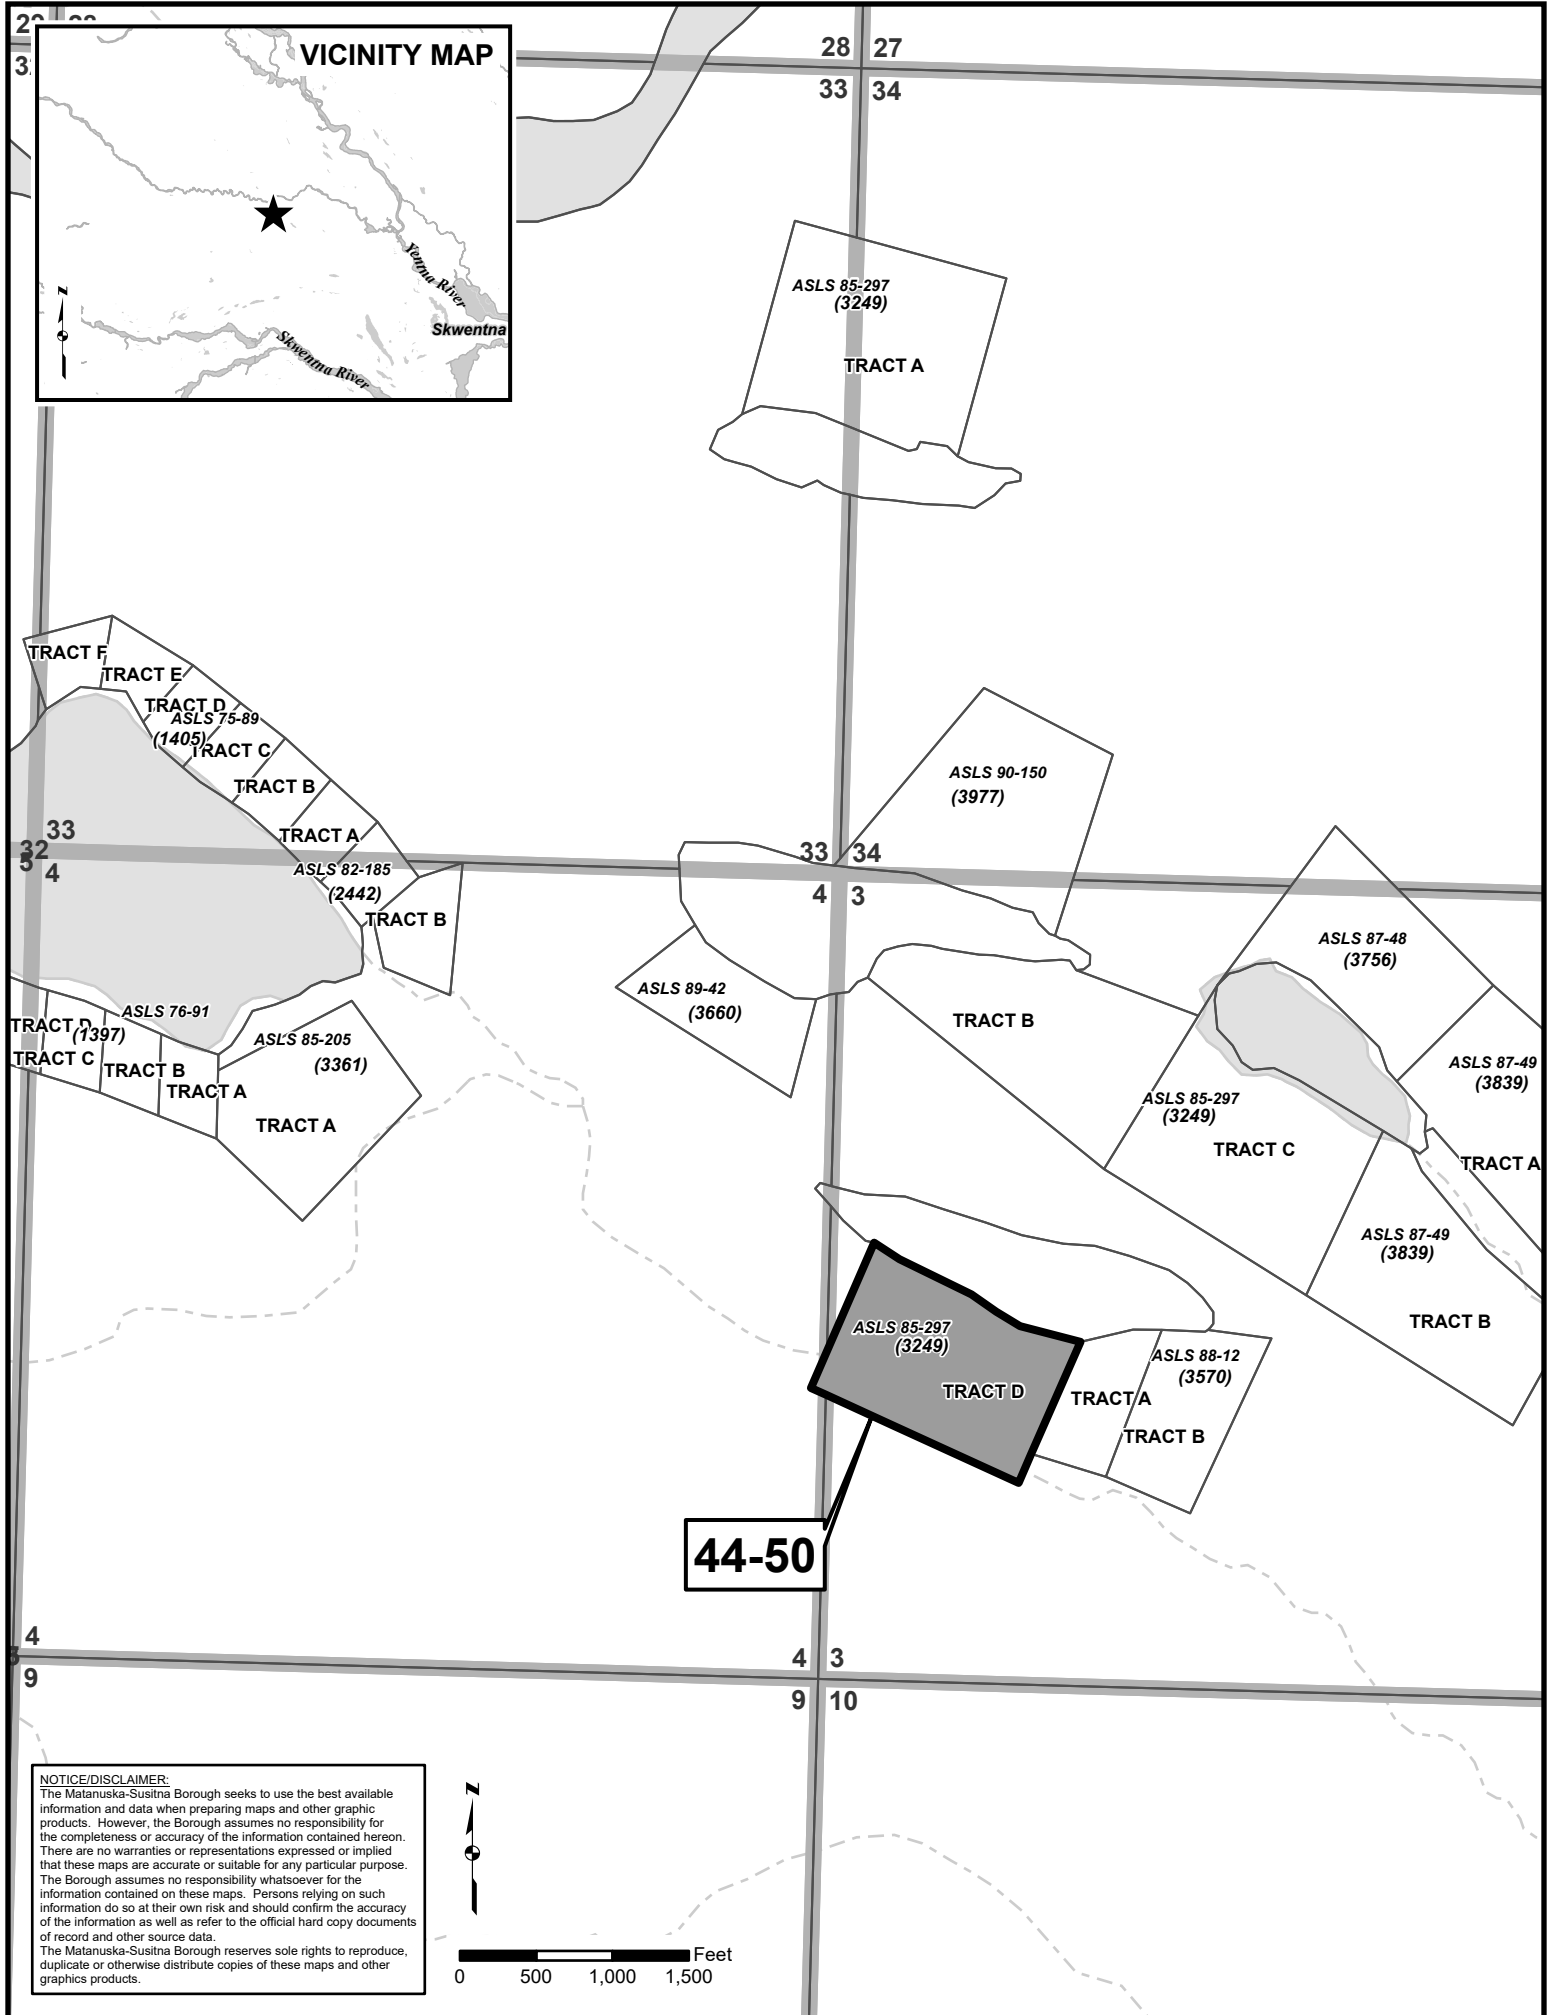 VICINITY MAP
Yentna River
Skwentna
Skwentna River
N
28 27
33 34
ASLS 85-297
(3249)
TRACT A
TRACT F
TRACT E
TRACT D
ASLS 75-89
(1405)
TRACT C
TRACT B
TRACT A
33
32
5 4
ASLS 82-185
(2442)
TRACT B
ASLS 90-150
(3977)
33 34
4 3
ASLS 87-48
(3756)
ASLS 89-42
(3660)
TRACT B
ASLS 76-91
(1397)
TRACT D
TRACT C
TRACT B
TRACT A
ASLS 85-205
(3361)
TRACT A
ASLS 87-49
(3839)
TRACT A
ASLS 85-297
(3249)
TRACT C
ASLS 87-49
(3839)
TRACT B
ASLS 85-297
(3249)
TRACT D
ASLS 88-12
(3570)
TRACT A
TRACT B
44-50
4
9
4 3
9 10
NOTICE/DISCLAIMER:
The Matanuska-Susitna Borough seeks to use the best available
information and data when preparing maps and other graphic
products. However, the Borough assumes no responsibility for
the completeness or accuracy of the information contained hereon.
There are no warranties or representations expressed or implied
that these maps are accurate or suitable for any particular purpose.
The Borough assumes no responsibility whatsoever for the
information contained on these maps. Persons relying on such
information do so at their own risk and should confirm the accuracy
of the information as well as refer to the official hard copy documents
of record and other source data.
The Matanuska-Susitna Borough reserves sole rights to reproduce,
duplicate or otherwise distribute copies of these maps and other
graphics products.
N
Feet
0 500 1,000 1,500